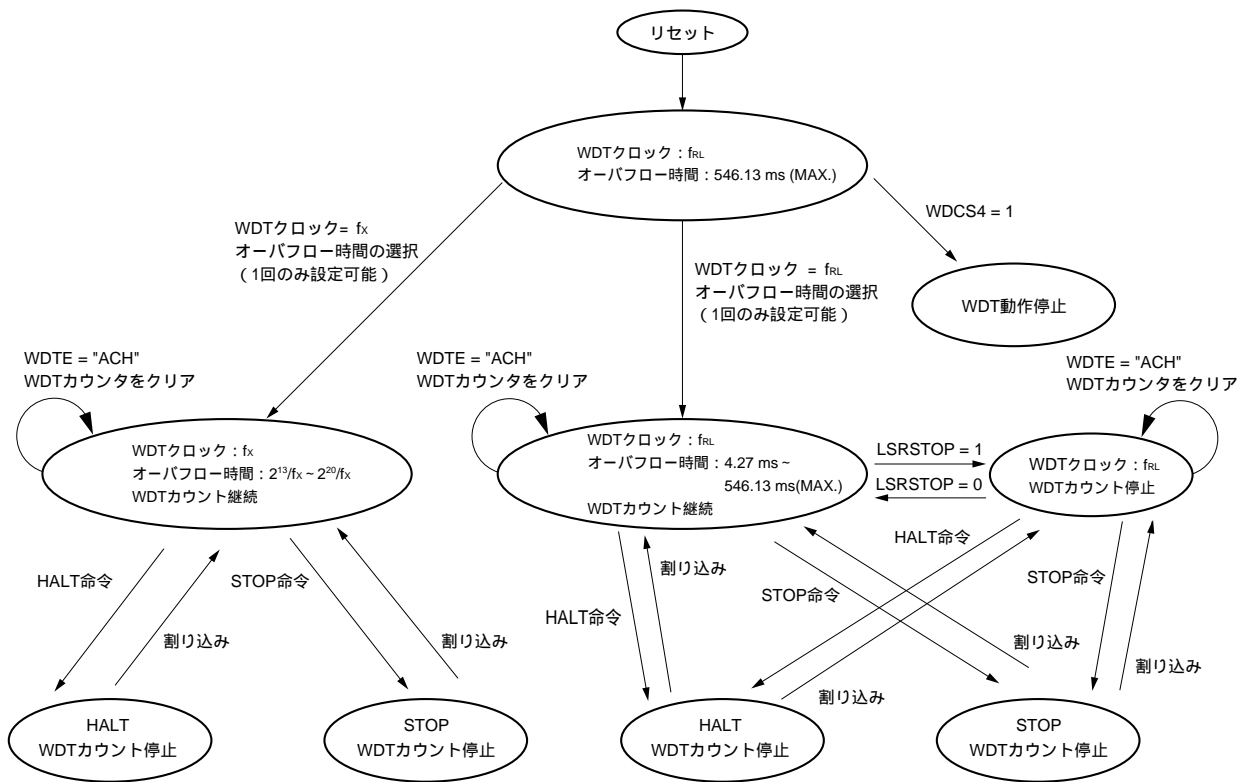 リセット
WDTクロック：fRL
オーバフロー時間：546.13 ms (MAX.)
WDCS4 = 1
WDTクロック= fX
オーバフロー時間の選択
（1回のみ設定可能）
WDTクロック = fRL
オーバフロー時間の選択
（1回のみ設定可能）
WDT動作停止
WDTE = "ACH"
WDTカウンタをクリア
WDTE = "ACH"
WDTカウンタをクリア
WDTE = "ACH"
WDTカウンタをクリア
WDTクロック：fX
オーバフロー時間：2¹³/fX ~ 2²⁰/fX
WDTカウント継続
WDTクロック：fRL
オーバフロー時間：4.27 ms ~
546.13 ms(MAX.)
WDTカウント継続
LSRSTOP = 1
LSRSTOP = 0
WDTクロック：fRL
WDTカウント停止
HALT命令
割り込み
STOP命令
割り込み
HALT命令
割り込み
STOP命令
割り込み
HALT命令
割り込み
STOP命令
割り込み
HALT
WDTカウント停止
STOP
WDTカウント停止
HALT
WDTカウント停止
STOP
WDTカウント停止